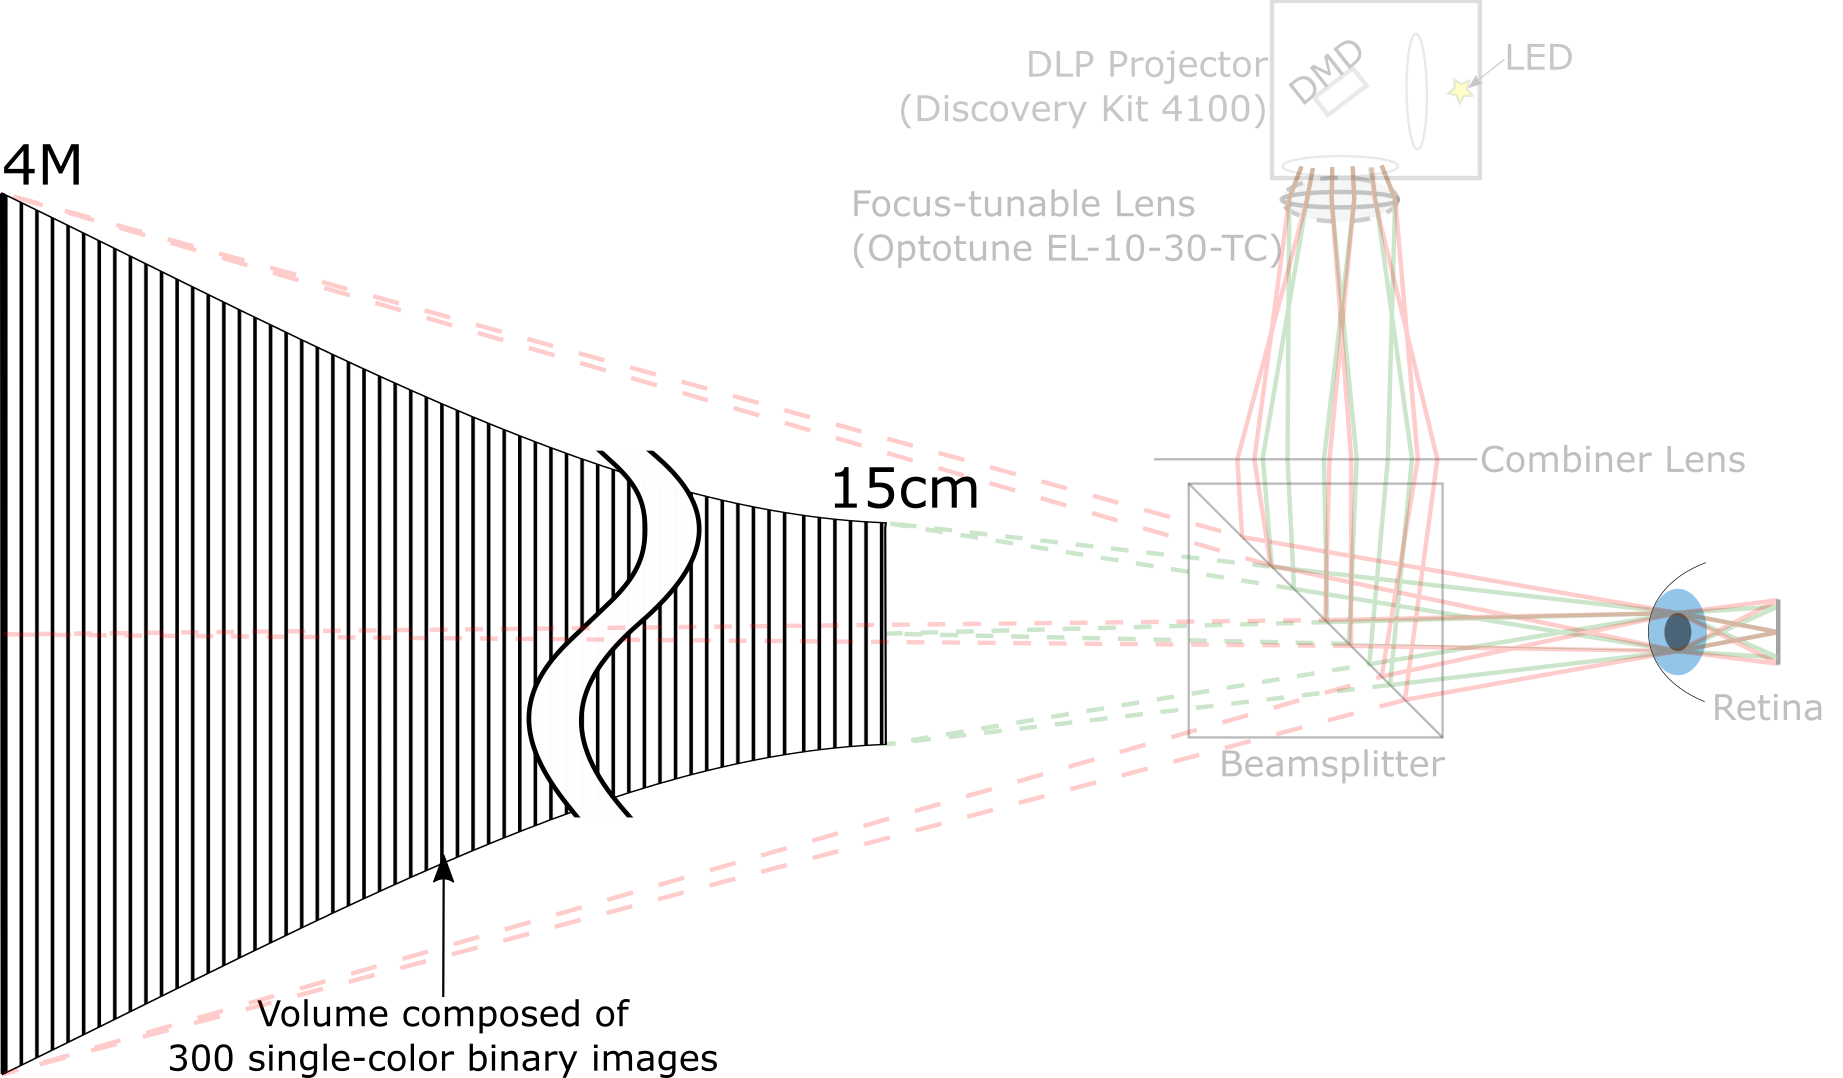 DLP Projector
(Discovery Kit 4100)
DMD
LED
4M
Focus-tunable Lens
(Optotune EL-10-30-TC)
15cm
Combiner Lens
Retina
Beamsplitter
Volume composed of
300 single-color binary images